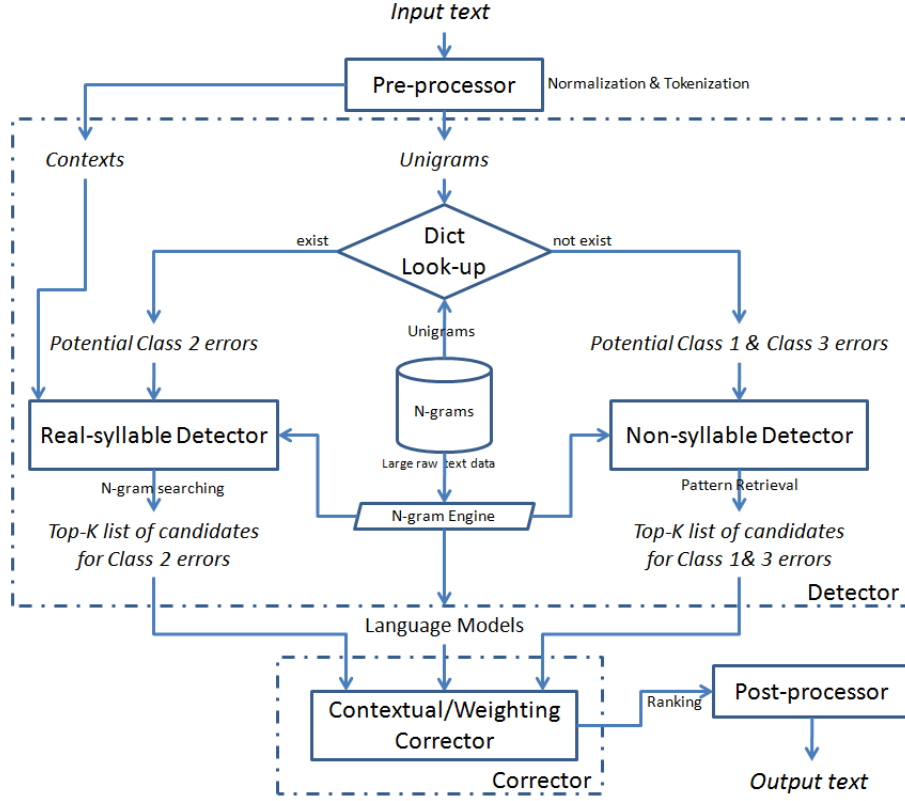 Input text
Pre-processor
Normalization & Tokenization
Contexts
Unigrams
exist
Dict
Look-up
not exist
Unigrams
Potential Class 2 errors
Potential Class 1 & Class 3 errors
N-grams
Real-syllable Detector
Non-syllable Detector
Large raw text data
N-gram searching
Pattern Retrieval
N-gram Engine
Top-K list of candidates
for Class 2 errors
Top-K list of candidates
for Class 1& 3 errors
Detector
Language Models
Contextual/Weighting
Corrector
Ranking
Post-processor
Corrector
Output text